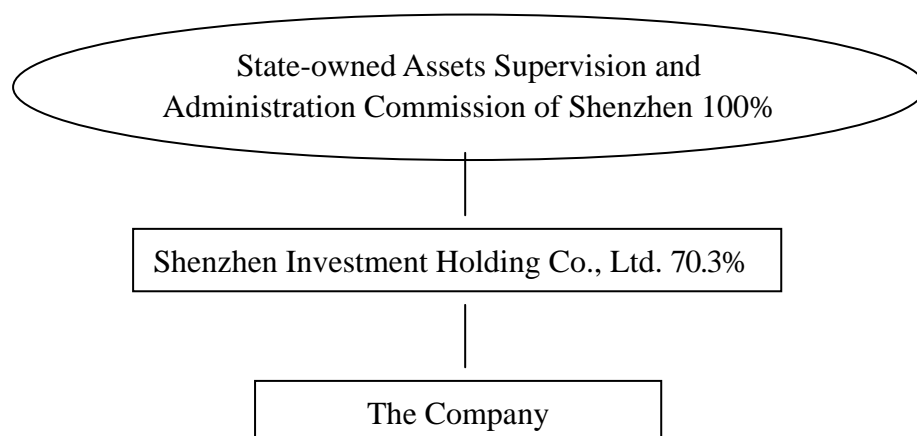 State-owned Assets Supervision and
Administration Commission of Shenzhen 100%
Shenzhen Investment Holding Co., Ltd. 70.3%
The Company